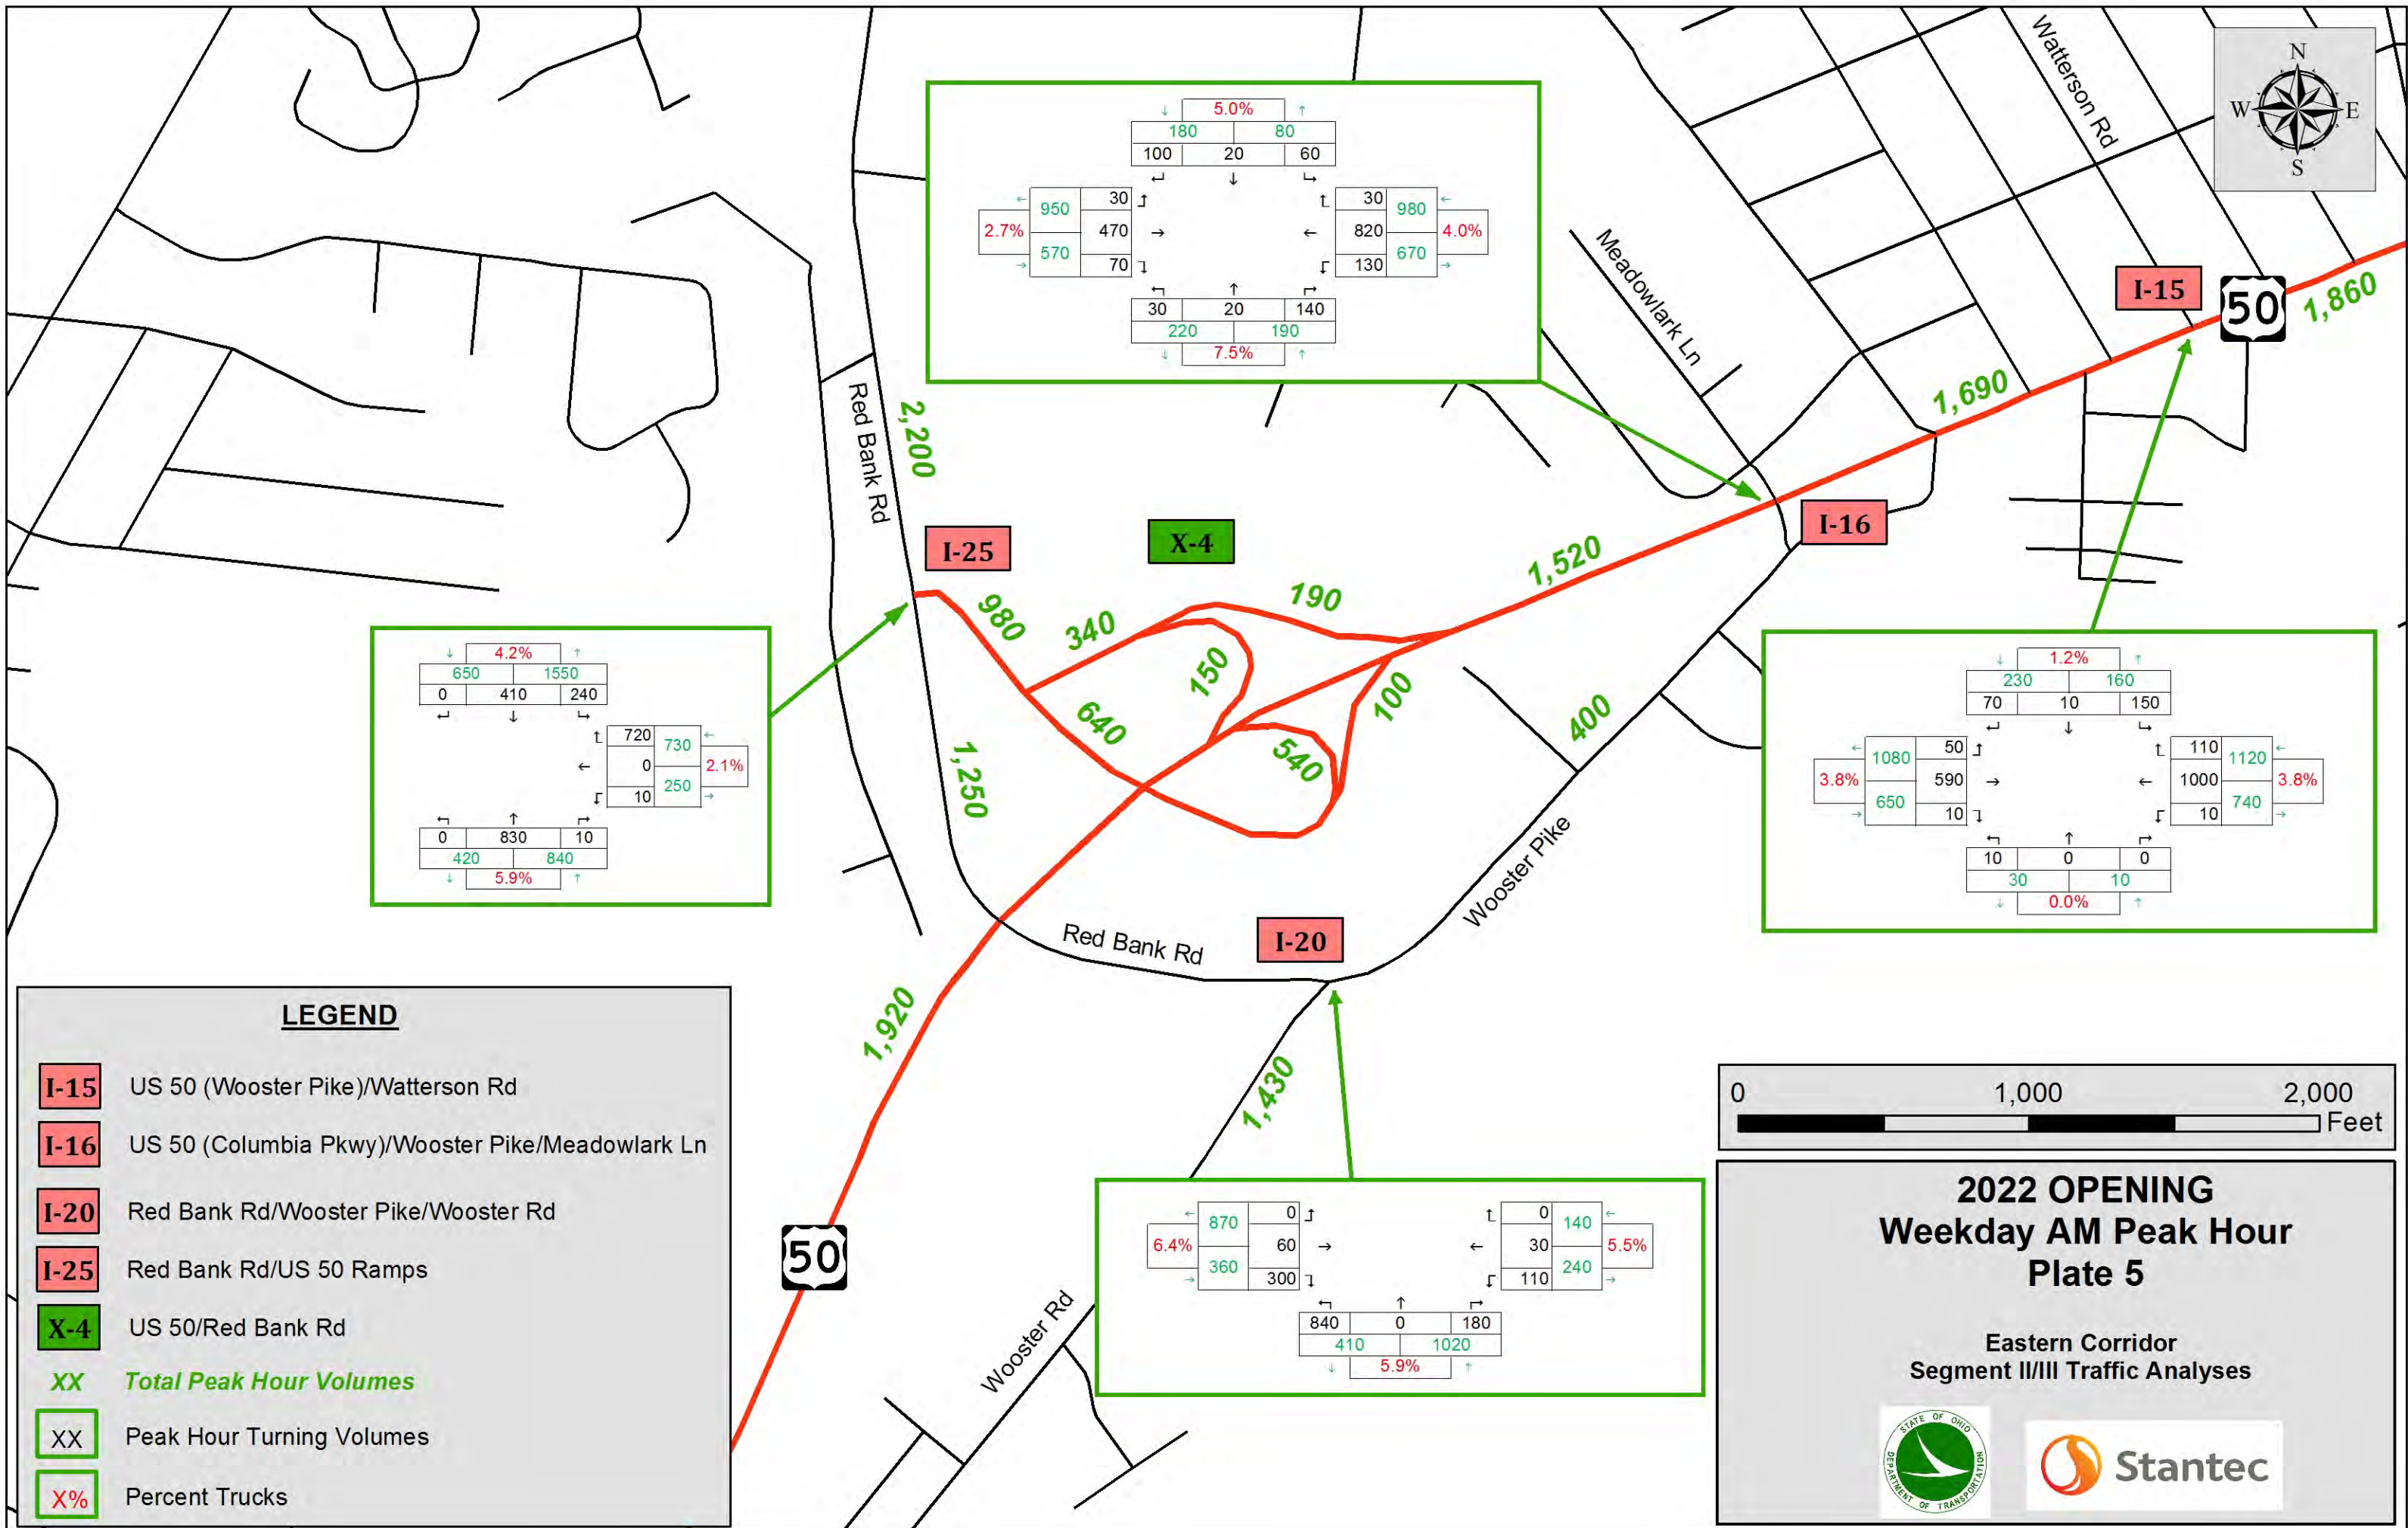 Watterson Rd
N
W E
S
5.0%
180 80
100 20 60
950 30
2.7% 470
570 70
30 980
820 4.0%
130 670
30 20 140
220 190
7.5%
Meadowlark Ln
I-15
50
1,860
1,690
Red Bank Rd
2,200
I-25
X-4
I-16
1,520
190
980
340
150
100
640
540
400
1,250
4.2%
650 1550
0 410 240
720 730
0 2.1%
10 250
0 830 10
420 840
5.9%
1.2%
230 160
70 10 150
1080 50
3.8% 590
650 10
110 1120
1000 3.8%
10 740
10 0 0
30 10
0.0%
Wooster Pike
Red Bank Rd
I-20
1,920
1,430
50
Wooster Rd
870 0
6.4% 60
360 300
0 140
30 5.5%
110 240
840 0 180
410 1020
5.9%
LEGEND
I-15 US 50 (Wooster Pike)/Watterson Rd
I-16 US 50 (Columbia Pkwy)/Wooster Pike/Meadowlark Ln
I-20 Red Bank Rd/Wooster Pike/Wooster Rd
I-25 Red Bank Rd/US 50 Ramps
X-4 US 50/Red Bank Rd
XX Total Peak Hour Volumes
XX Peak Hour Turning Volumes
X% Percent Trucks
0 1,000 2,000
Feet
2022 OPENING
Weekday AM Peak Hour
Plate 5
Eastern Corridor
Segment II/III Traffic Analyses
STATE OF OHIO
DEPARTMENT OF TRANSPORTATION
Stantec